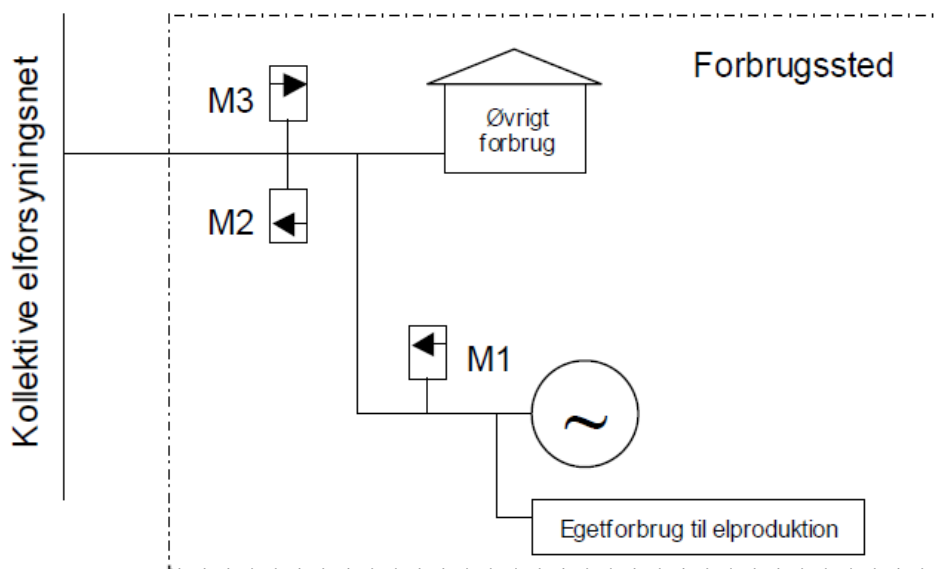 Kollektive elforsyningsnet
Forbrugssted
M3
Øvrigt
forbrug
M2
M1
~
Egetforbrug til elproduktion